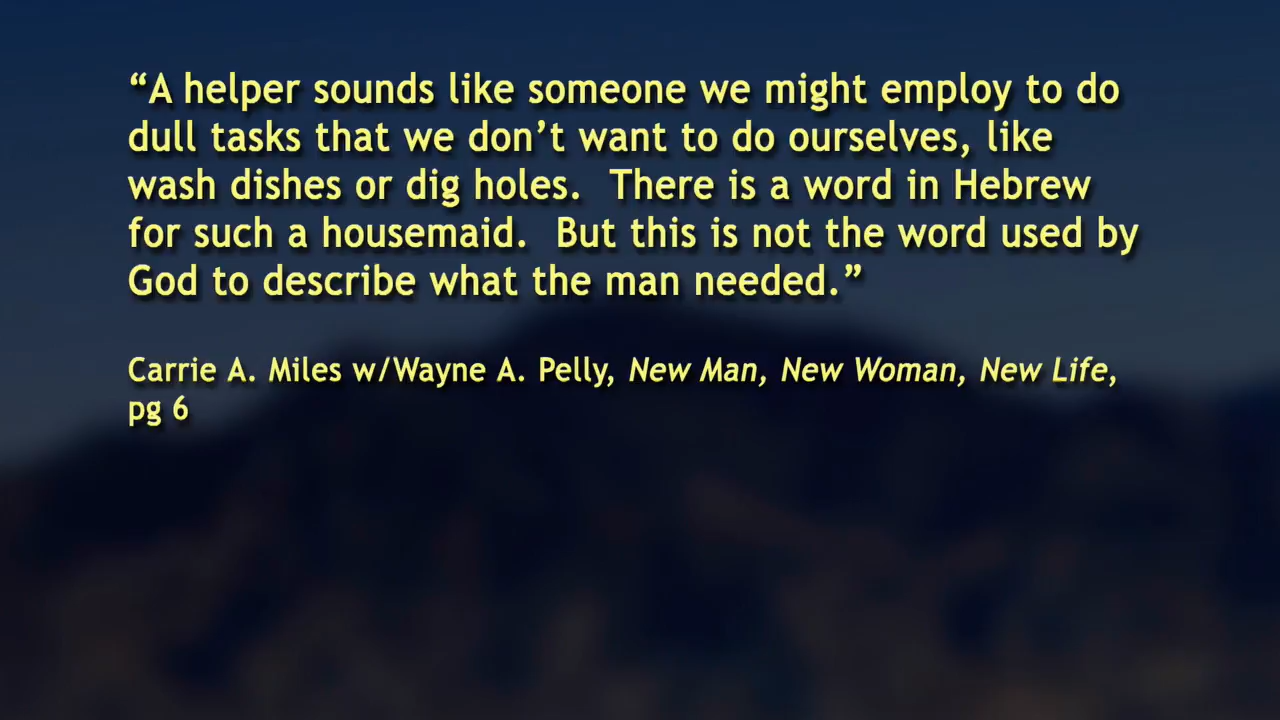 “A helper sounds like someone we might employ to do
dull tasks that we don’t want to do ourselves, like
wash dishes or dig holes.  There is a word in Hebrew
for such a housemaid.  But this is not the word used by
God to describe what the man needed.”
Carrie A. Miles w/Wayne A. Pelly, New Man, New Woman, New Life,
pg 6